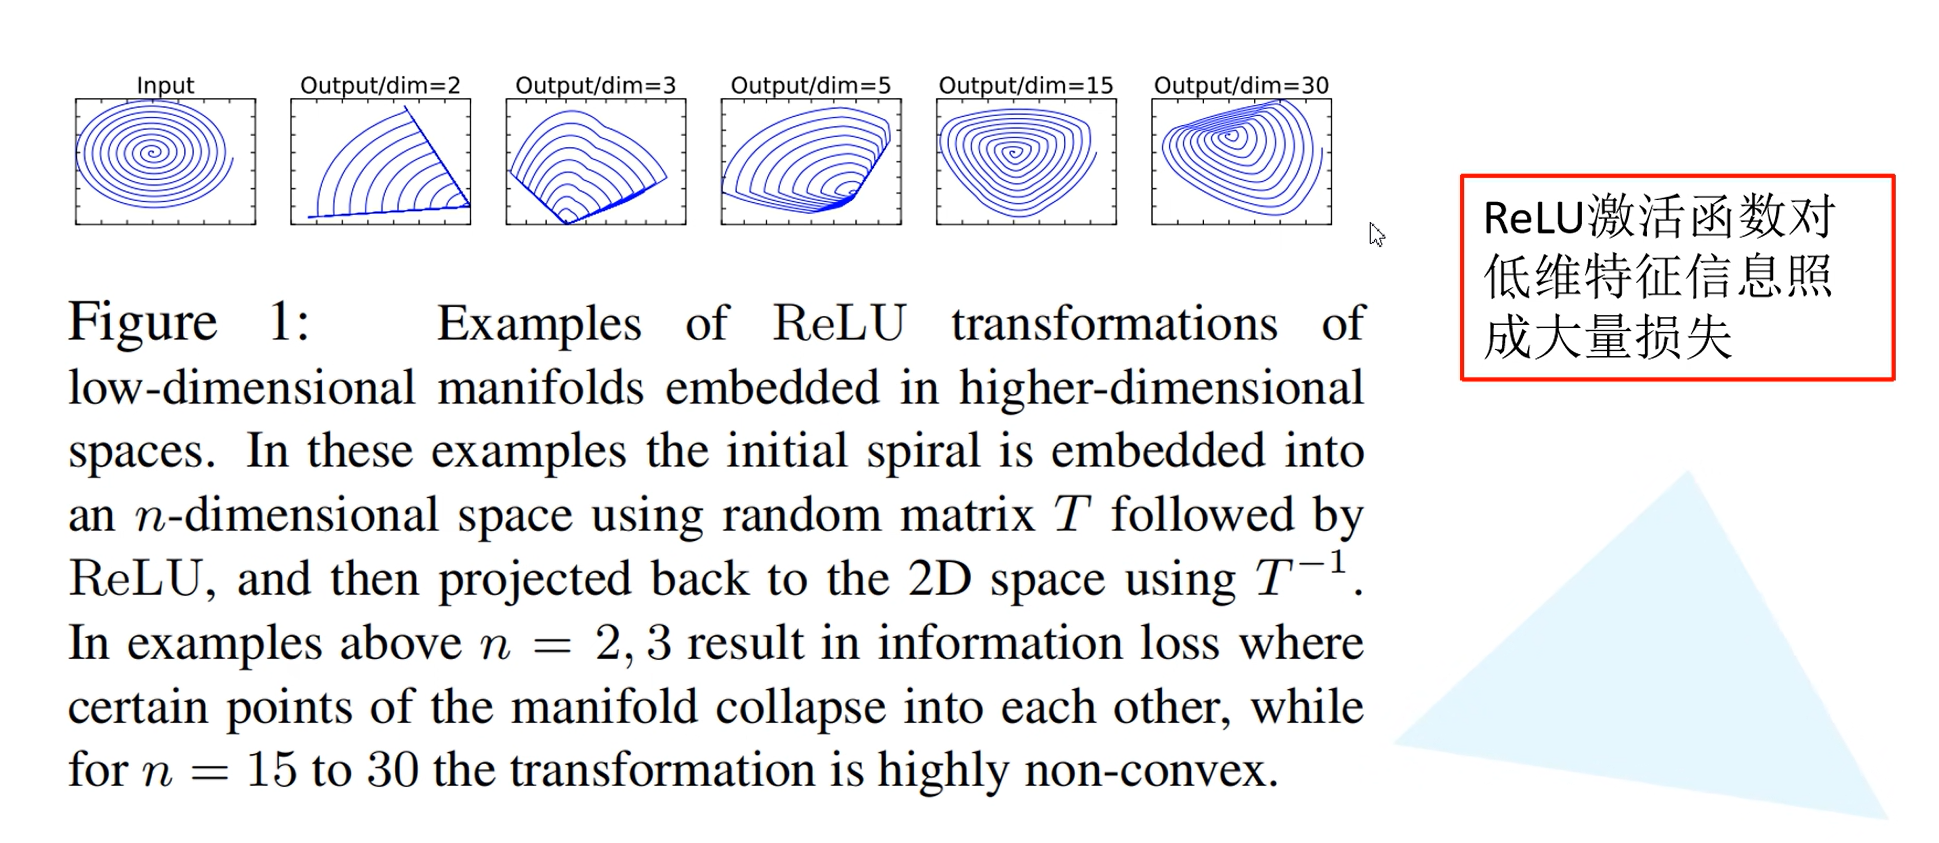 Input
Output/dim=2
Output/dim=3
Output/dim=5
Output/dim=15
Output/dim=30
ReLU激活函数对
低维特征信息照
成大量损失
Figure 1: Examples of ReLU transformations of
low-dimensional manifolds embedded in higher-dimensional
spaces. In these examples the initial spiral is embedded into
an n-dimensional space using random matrix T followed by
ReLU, and then projected back to the 2D space using T⁻¹.
In examples above n = 2, 3 result in information loss where
certain points of the manifold collapse into each other, while
for n = 15 to 30 the transformation is highly non-convex.